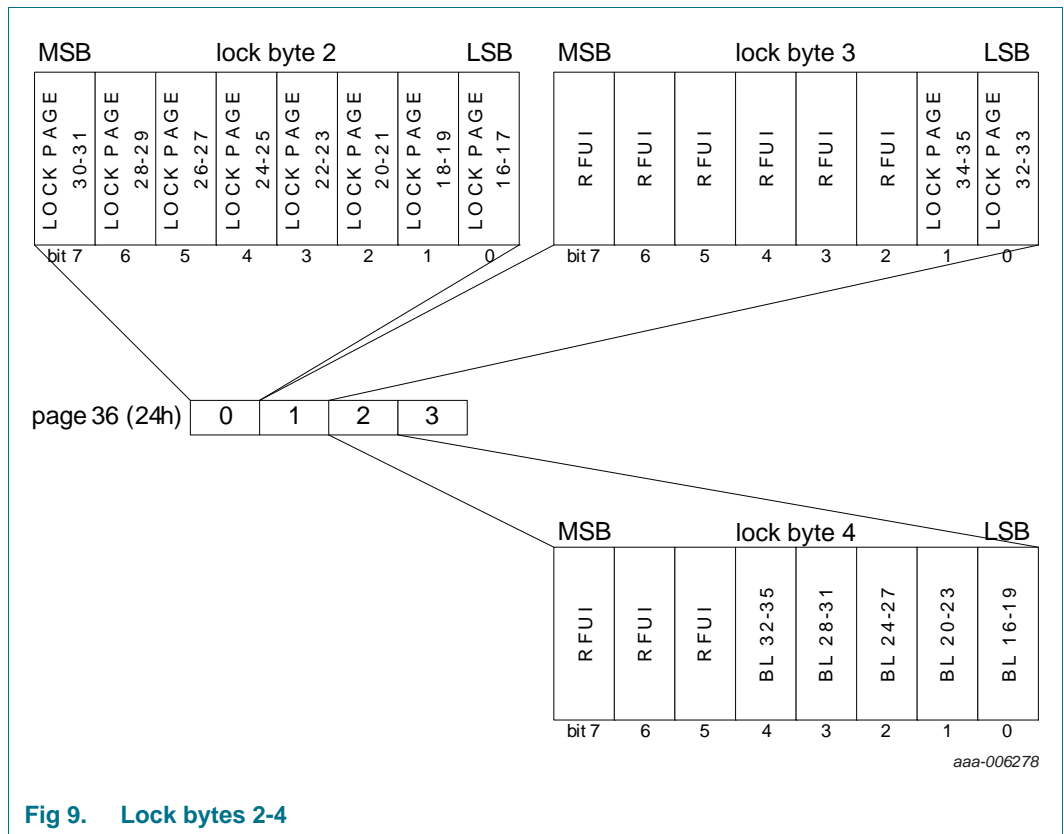 MSB lock byte 2 LSB
LOCK PAGE 30-31
LOCK PAGE 28-29
LOCK PAGE 26-27
LOCK PAGE 24-25
LOCK PAGE 22-23
LOCK PAGE 20-21
LOCK PAGE 18-19
LOCK PAGE 16-17
bit 7 6 5 4 3 2 1 0
MSB lock byte 3 LSB
RFUI
RFUI
RFUI
RFUI
RFUI
RFUI
LOCK PAGE 34-35
LOCK PAGE 32-33
bit 7 6 5 4 3 2 1 0
page 36 (24h) 0 1 2 3
MSB lock byte 4 LSB
RFUI
RFUI
RFUI
BL 32-35
BL 28-31
BL 24-27
BL 20-23
BL 16-19
bit 7 6 5 4 3 2 1 0
aaa-006278
Fig 9. Lock bytes 2-4